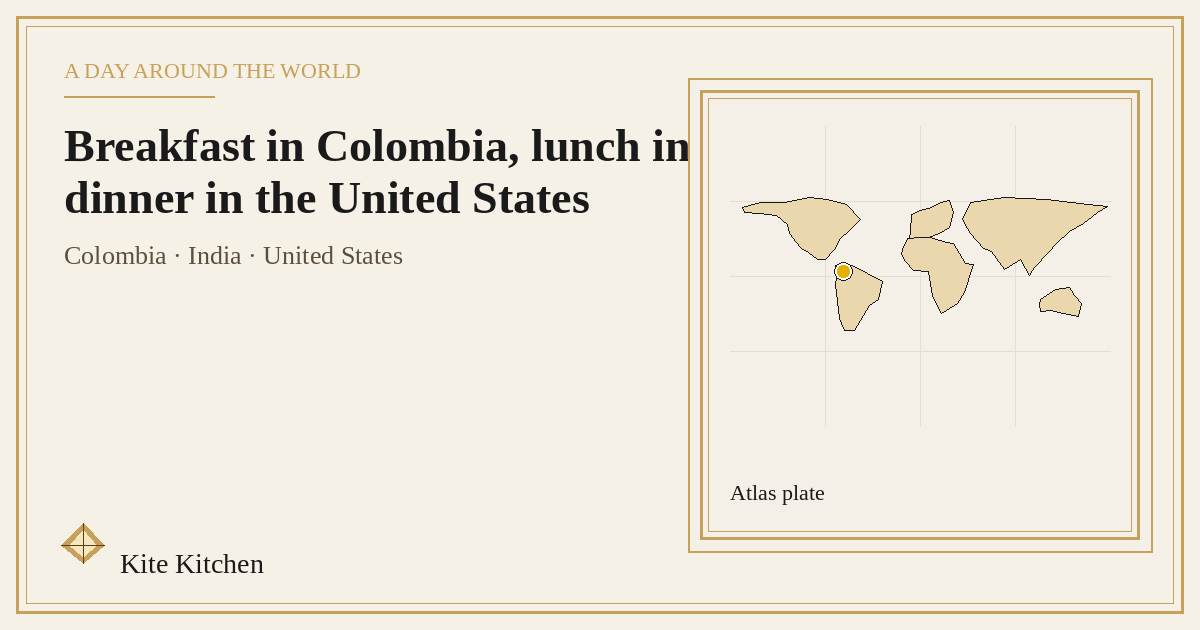 A DAY AROUND THE WORLD
Breakfast in Colombia, lunch in
dinner in the United States
Colombia · India · United States
Atlas plate
Kite Kitchen